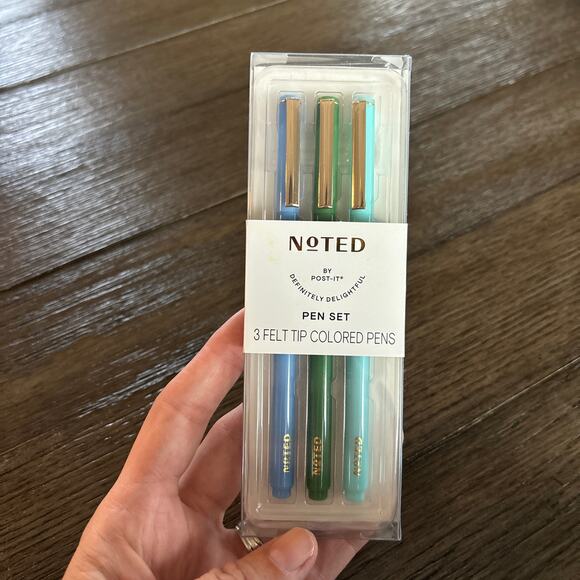 NOTED
BY
POST-IT®
DEFINITELY DELIGHTFUL
PEN SET
3 FELT TIP COLORED PENS
NOTED
NOTED
NOTED